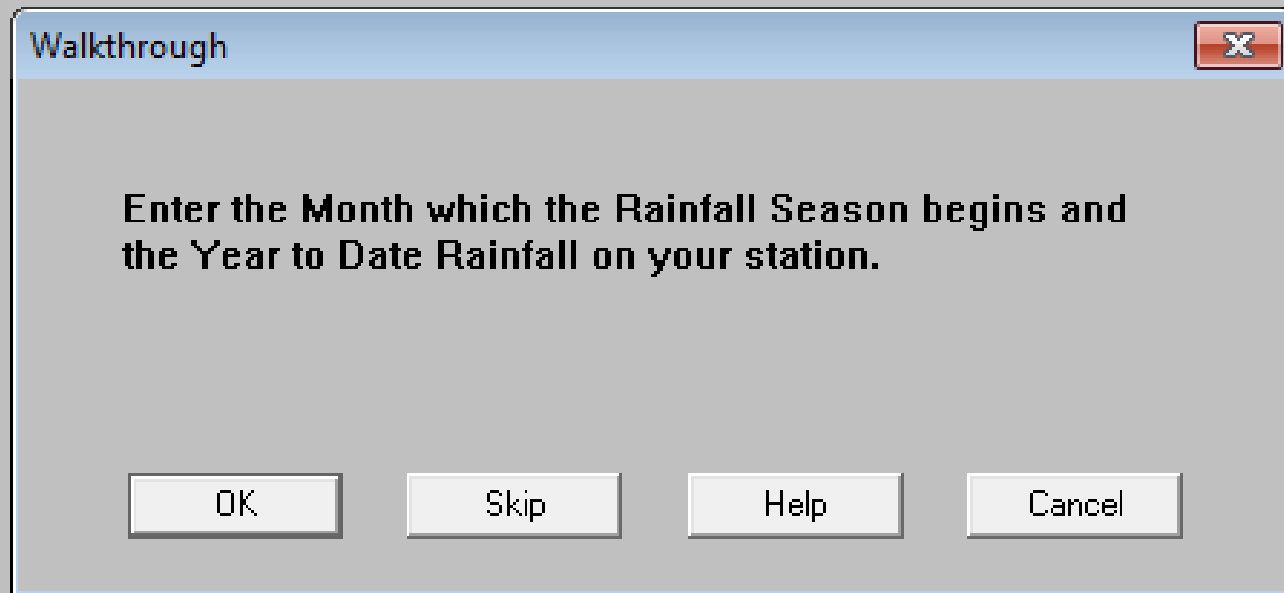 Walkthrough
Enter the Month which the Rainfall Season begins and
the Year to Date Rainfall on your station.
OK Skip Help Cancel